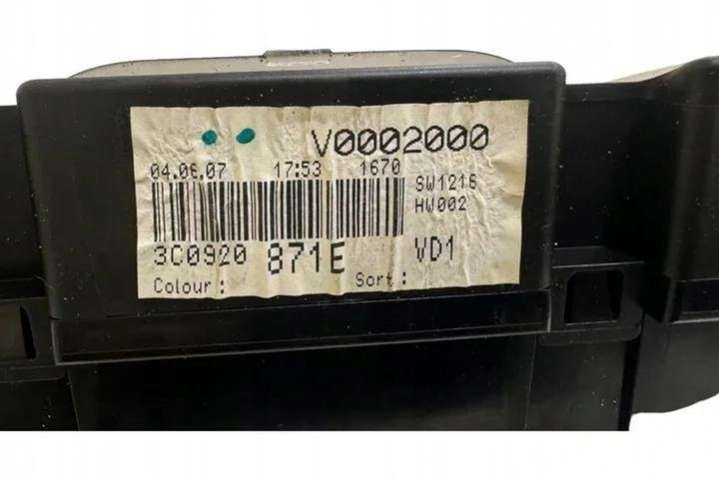 V0002000
04.06.07 17:53 1670
SW1216
HW002
3C0920 871E VD1
Colour: Sort: